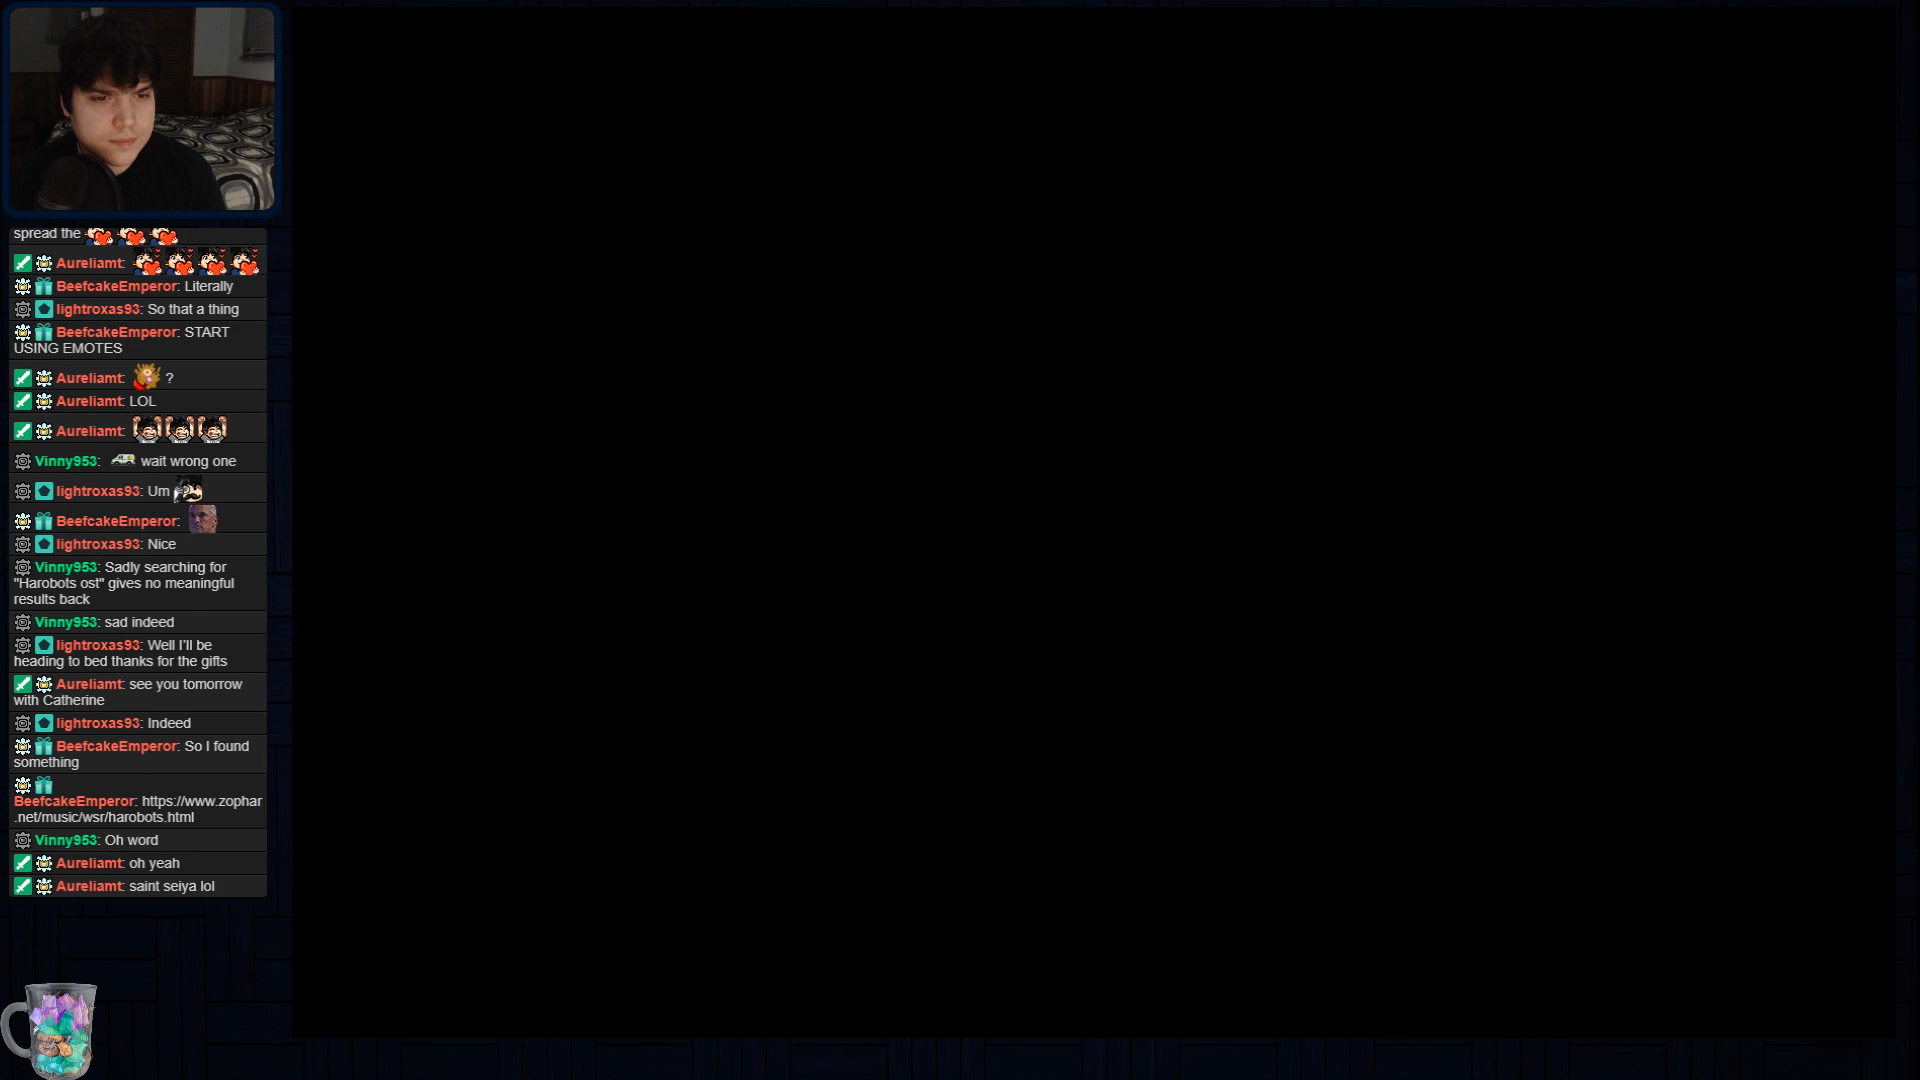 spread the
Aureliamt:
BeefcakeEmperor: Literally
lightroxas93: So that a thing
BeefcakeEmperor: START
USING EMOTES
Aureliamt: ?
Aureliamt: LOL
Aureliamt:
Vinny953: wait wrong one
lightroxas93: Um
BeefcakeEmperor:
lightroxas93: Nice
Vinny953: Sadly searching for
"Harobots ost" gives no meaningful
results back
Vinny953: sad indeed
lightroxas93: Well I’ll be
heading to bed thanks for the gifts
Aureliamt: see you tomorrow
with Catherine
lightroxas93: Indeed
BeefcakeEmperor: So I found
something
BeefcakeEmperor: https://www.zophar
.net/music/wsr/harobots.html
Vinny953: Oh word
Aureliamt: oh yeah
Aureliamt: saint seiya lol